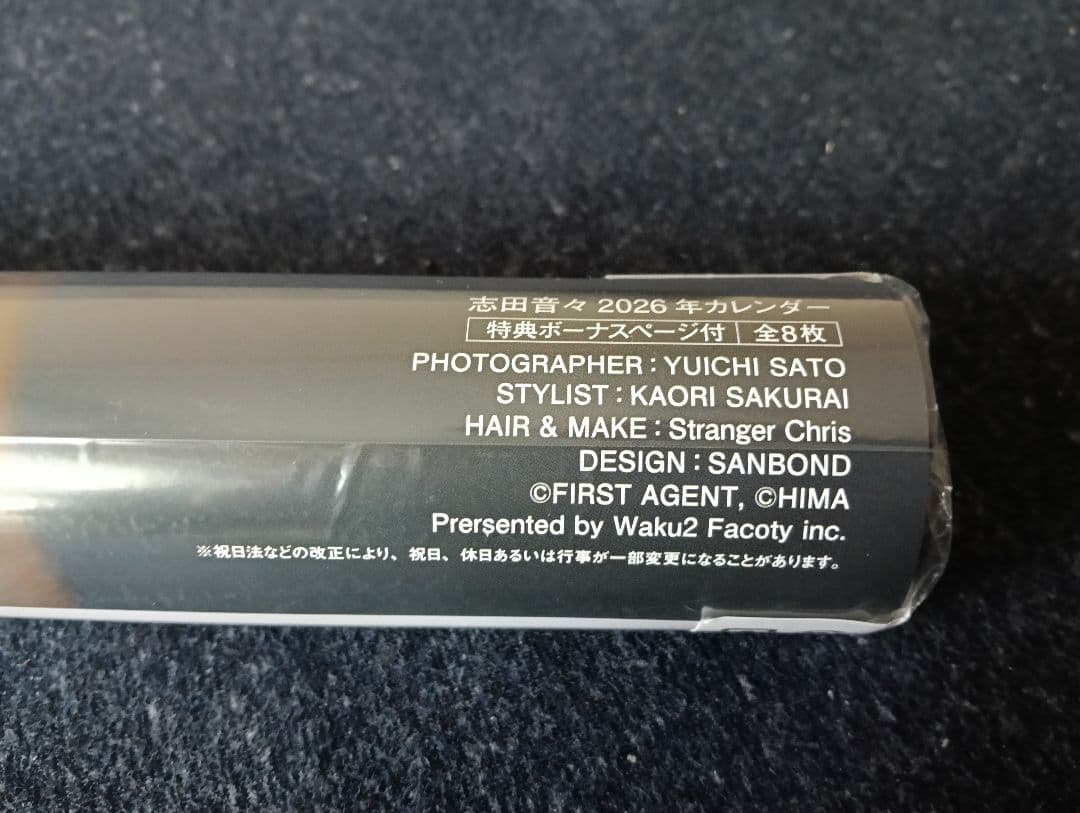 志田音々 2026 年カレンダー
特典ボーナスページ付 全8枚
PHOTOGRAPHER : YUICHI SATO
STYLIST : KAORI SAKURAI
HAIR & MAKE : Stranger Chris
DESIGN : SANBOND
©FIRST AGENT, ©HIMA
Prersented by Waku2 Facoty inc.
※祝日法などの改正により、祝日、休日あるいは行事が一部変更になることがあります。